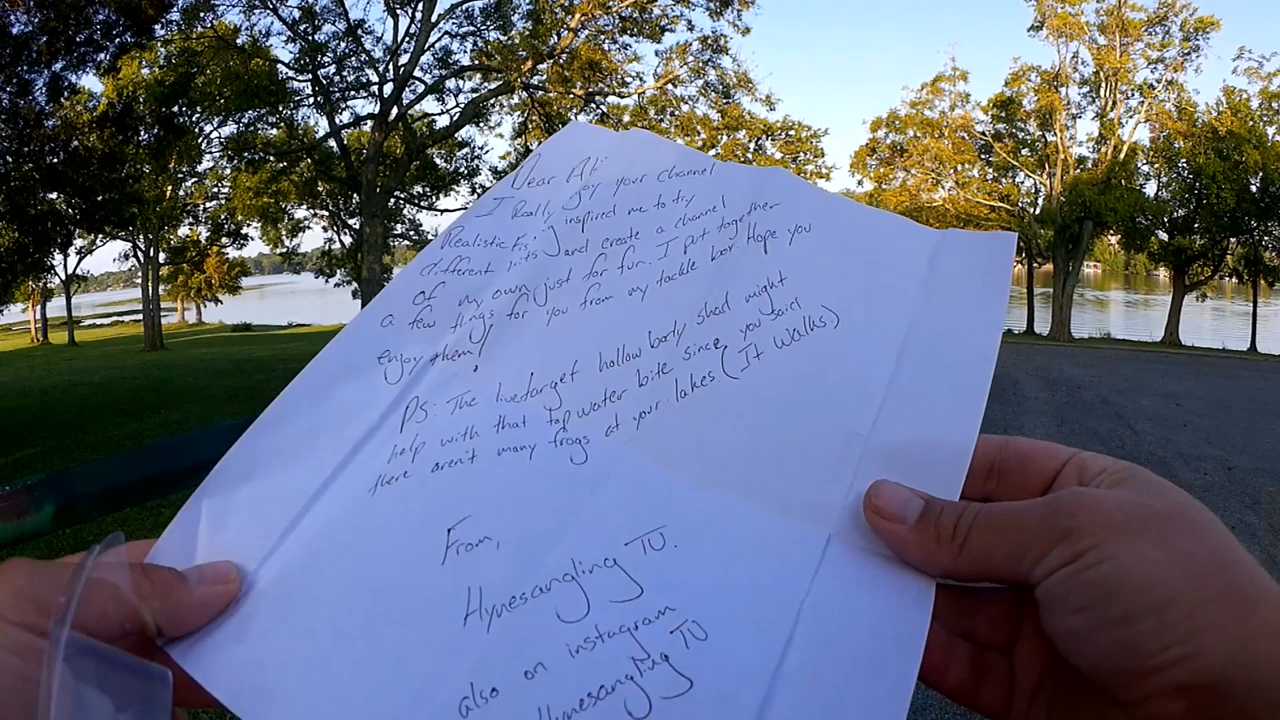 Dear Ali
I Really enjoy your channel
Realistic Fishing inspired me to try
different baits and create a channel
of my own just for fun. I put together
a few things for you from my tackle box. Hope you
enjoy them!
PS: The livetarget hollow body shad might
help with that top water bite since you said
there aren't many frogs at your lakes. (It walks)
From,
Hynesangling TV.
also on instagram
Hynesangling TV